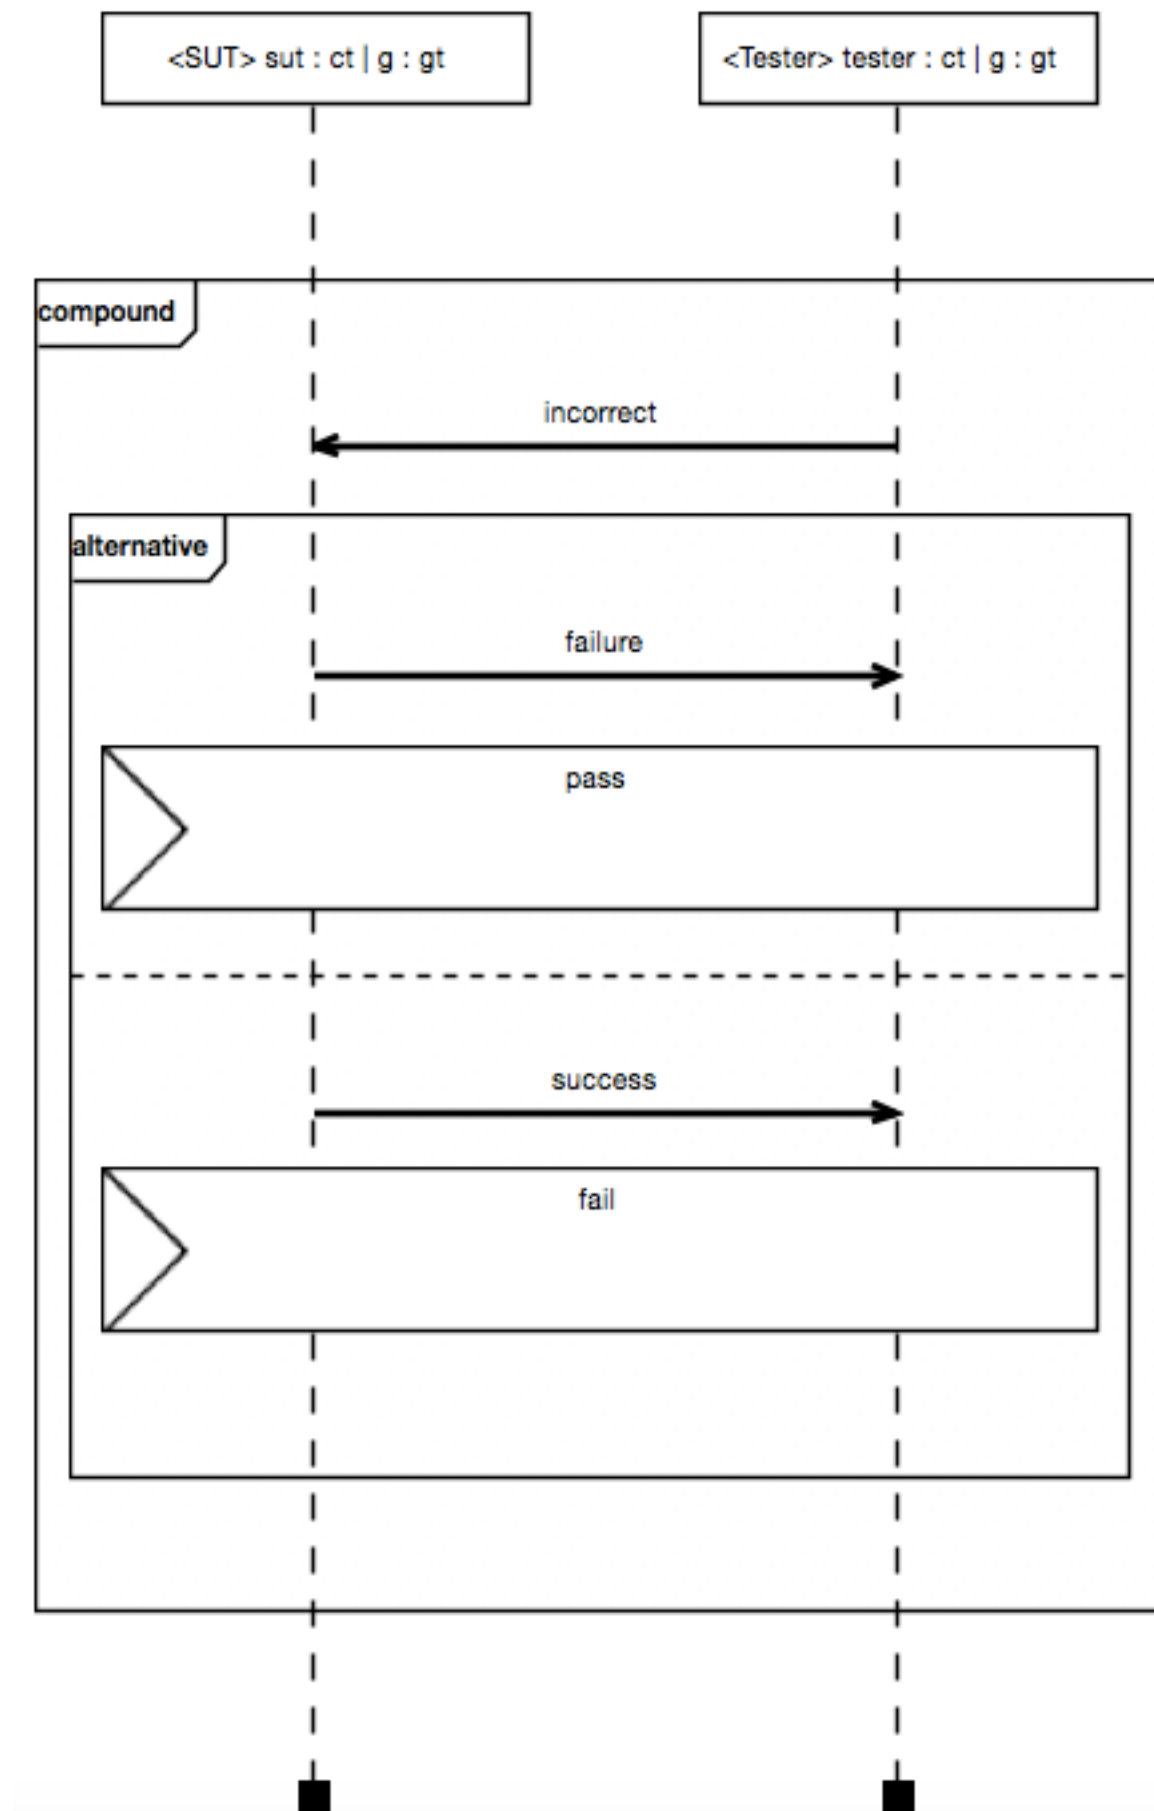 <SUT> sut : ct | g : gt
<Tester> tester : ct | g : gt
compound
incorrect
alternative
failure
pass
success
fail